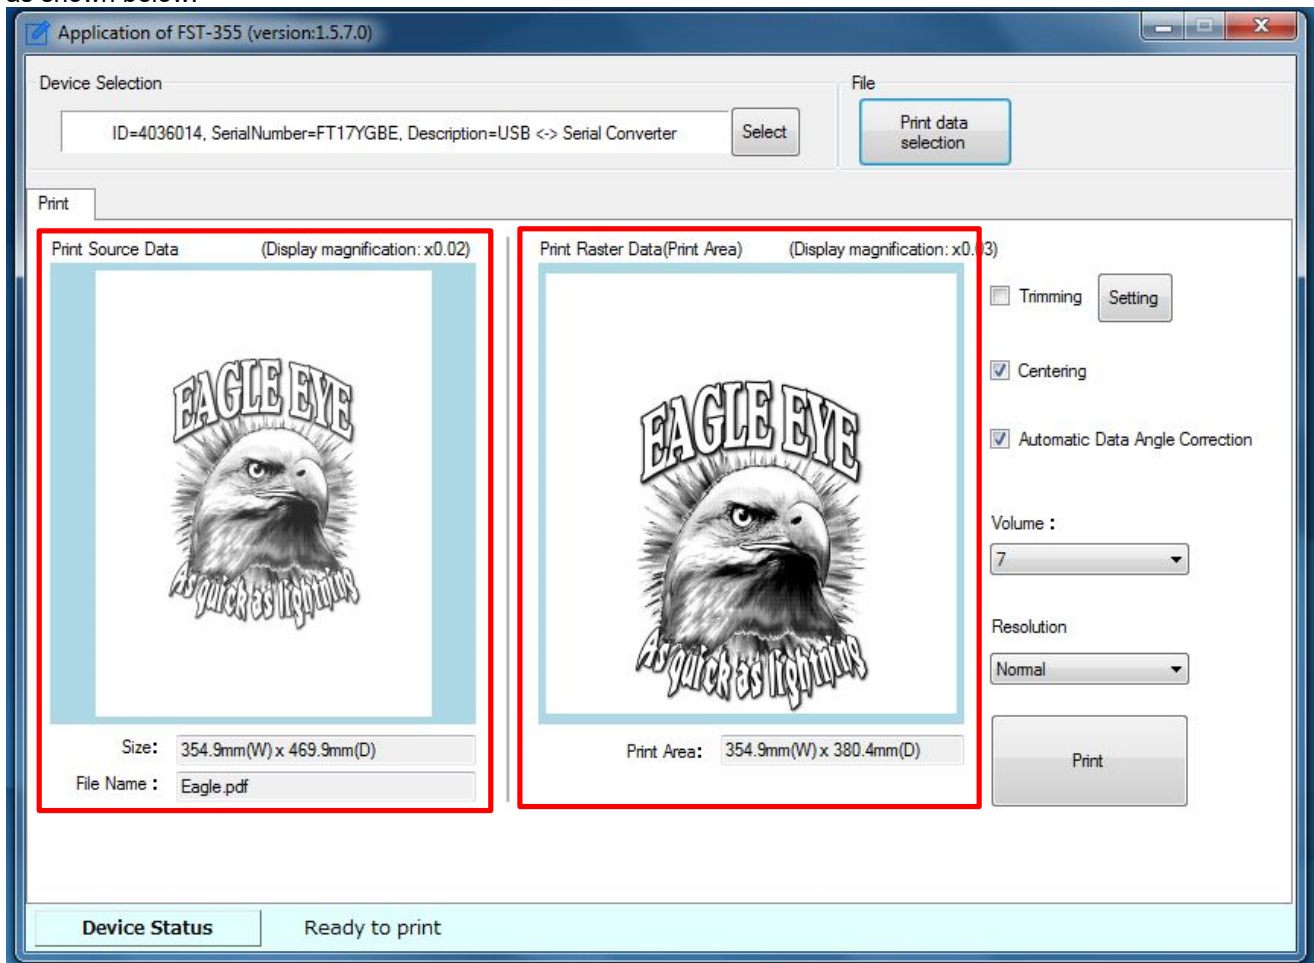 as shown below
Application of FST-355 (version:1.5.7.0)
Device Selection
File
ID=4036014, SerialNumber=FT17YGBE, Description=USB <-> Serial Converter
Select
Print data
selection
Print
Print Source Data (Display magnification: x0.02)
Print Raster Data(Print Area) (Display magnification: x0.03)
EAGLE EYE
As quick as lightning
EAGLE EYE
As quick as lightning
Trimming
Setting
Centering
Automatic Data Angle Correction
Volume :
7
Resolution
Normal
Size: 354.9mm(W) x 469.9mm(D)
File Name : Eagle.pdf
Print Area: 354.9mm(W) x 380.4mm(D)
Print
Device Status
Ready to print